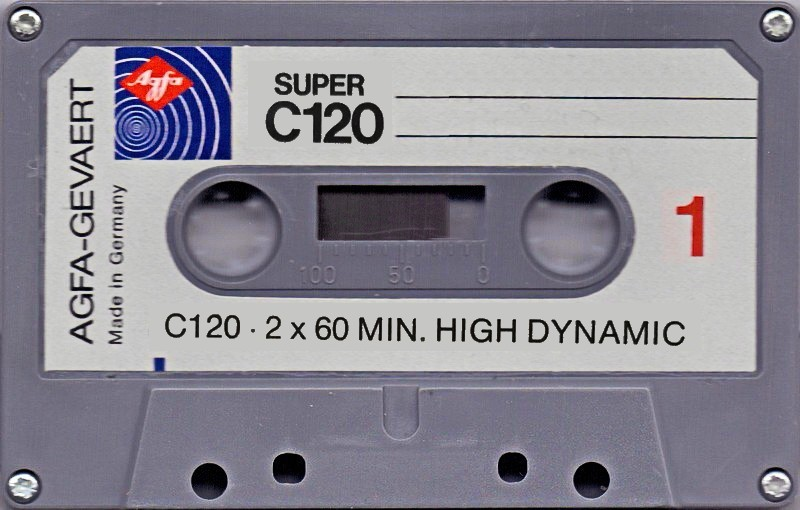 AGFA-GEVAERT
Made in Germany
Agfa
SUPER
C120
1
100 50 0
C120 · 2 x 60 MIN. HIGH DYNAMIC